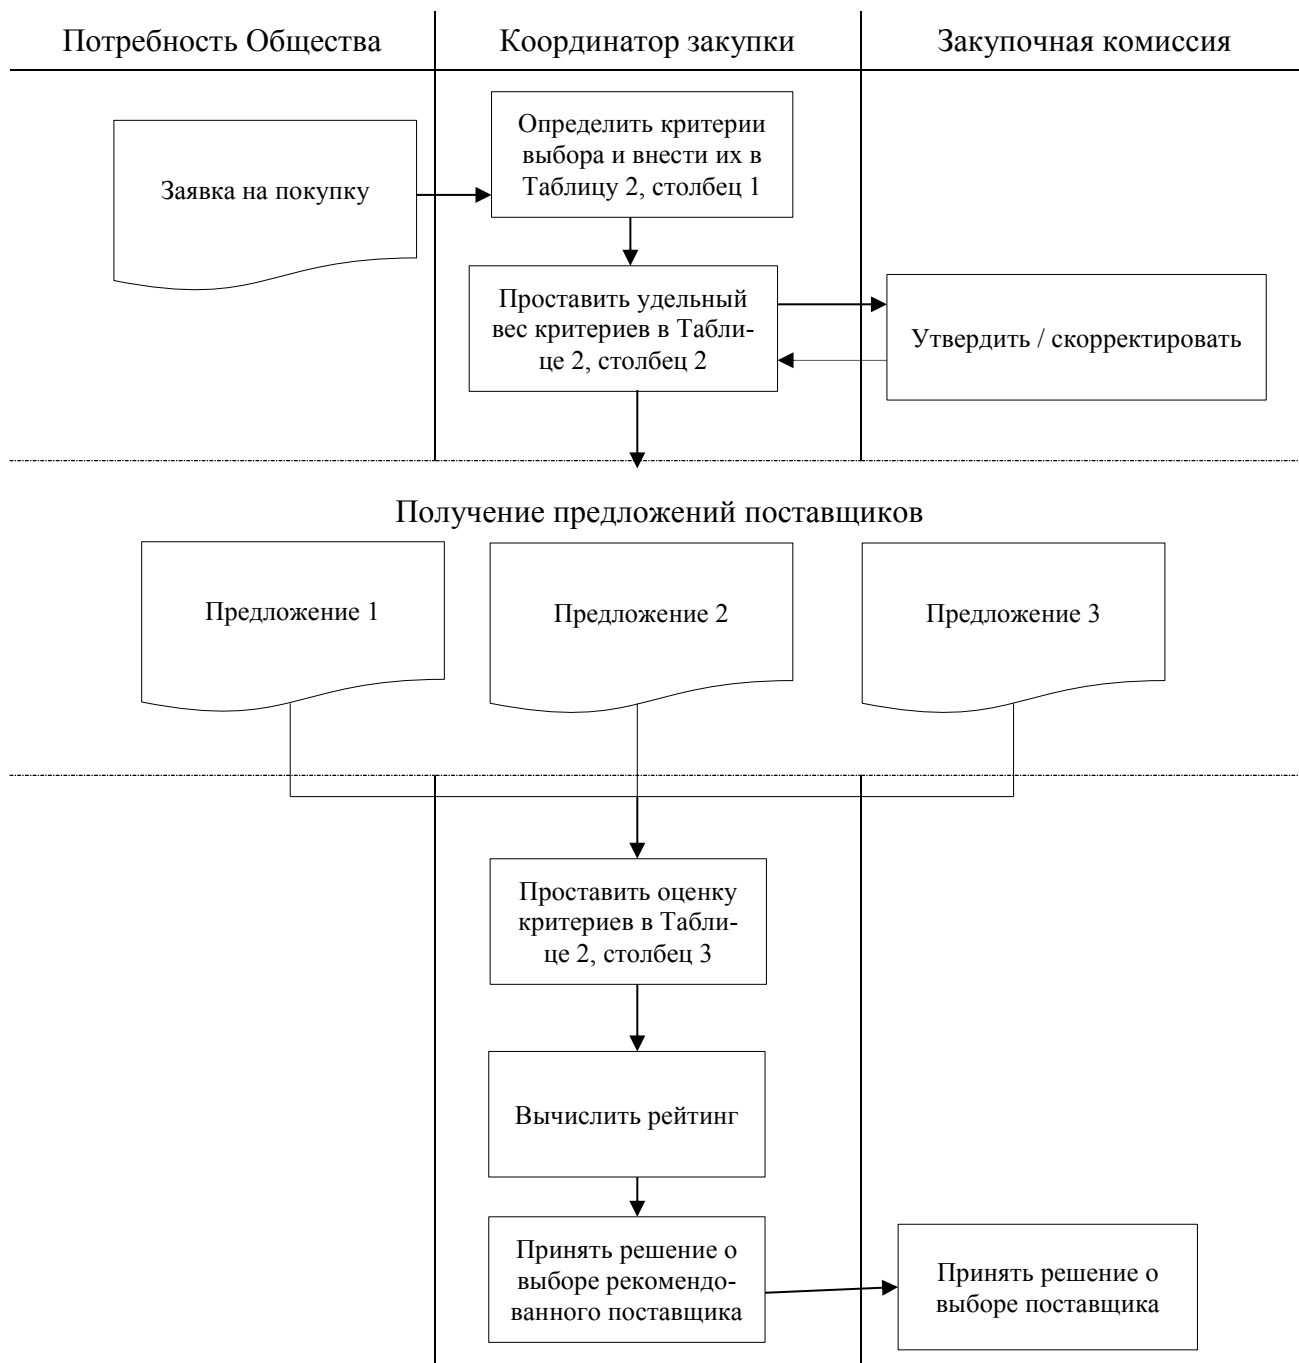 Потребность Общества
Координатор закупки
Закупочная комиссия
Заявка на покупку
Определить критерии
выбора и внести их в
Таблицу 2, столбец 1
Проставить удельный
вес критериев в Табли-
це 2, столбец 2
Утвердить / скорректировать
Получение предложений поставщиков
Предложение 1
Предложение 2
Предложение 3
Проставить оценку
критериев в Табли-
це 2, столбец 3
Вычислить рейтинг
Принять решение о
выборе рекомендо-
ванного поставщика
Принять решение о
выборе поставщика